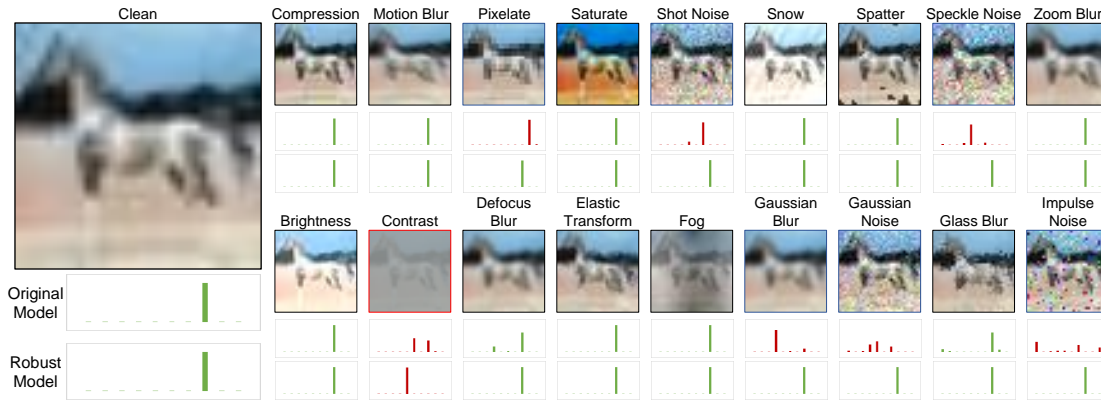 Clean
Compression
Motion Blur
Pixelate
Saturate
Shot Noise
Snow
Spatter
Speckle Noise
Zoom Blur
Brightness
Contrast
Defocus
Blur
Elastic
Transform
Fog
Gaussian
Blur
Gaussian
Noise
Glass Blur
Impulse
Noise
Original
Model
Robust
Model